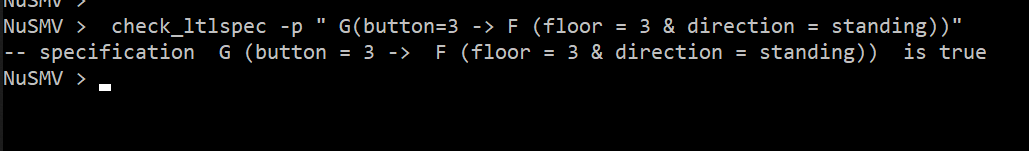 NuSMV >
NuSMV >  check_ltlspec -p " G(button=3 -> F (floor = 3 & direction = standing))"
-- specification  G (button = 3 ->  F (floor = 3 & direction = standing))  is true
NuSMV >